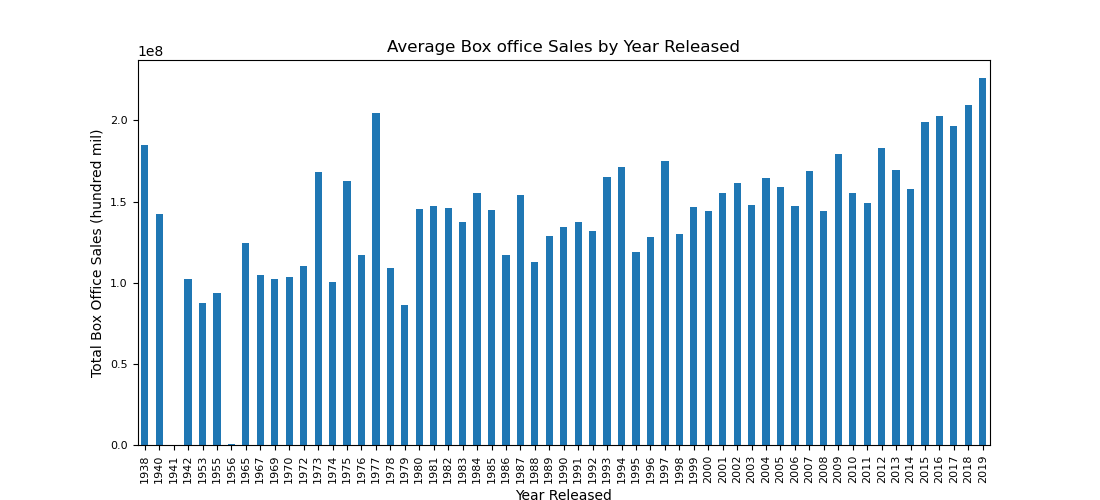 Average Box office Sales by Year Released
1e8
Total Box Office Sales (hundred mil)
2.0
1.5
1.0
0.5
0.0
1938 1940 1941 1942 1953 1955 1956 1965 1967 1969 1970 1972 1973 1974 1975 1976 1977 1978 1979 1980 1981 1982 1983 1984 1985 1986 1987 1988 1989 1990 1991 1992 1993 1994 1995 1996 1997 1998 1999 2000 2001 2002 2003 2004 2005 2006 2007 2008 2009 2010 2011 2012 2013 2014 2015 2016 2017 2018 2019
Year Released